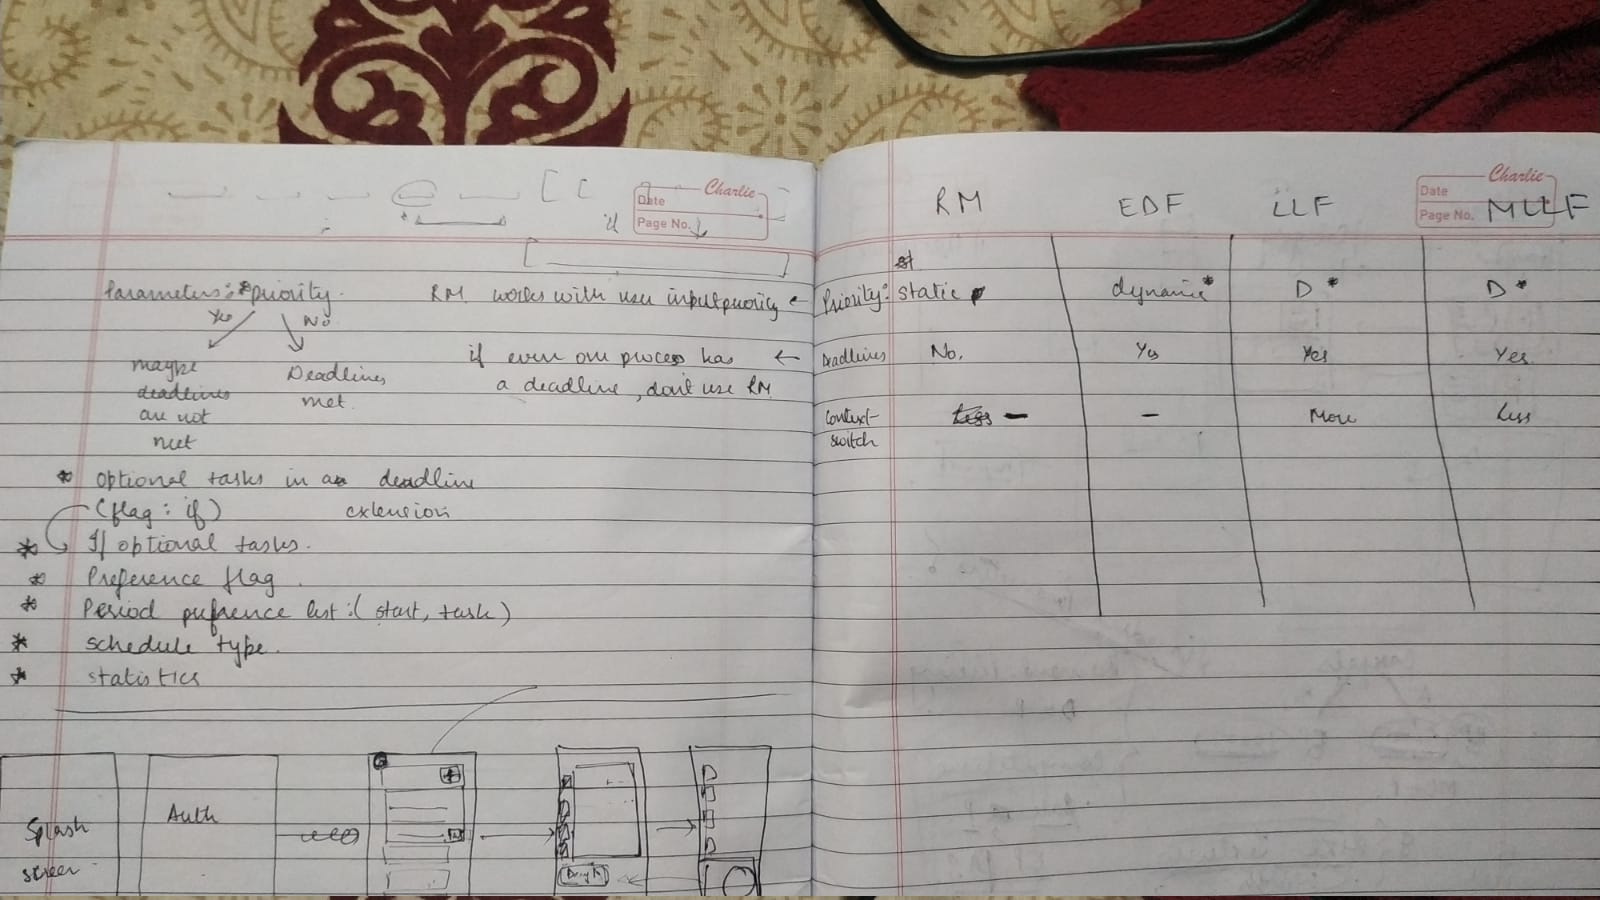 Charlie
Date
Page No.
Parameters: * priority.
Yes No.
maybe deadlines are not met
Deadlines met.
RM works with user input priority ←
if even one process has ←
a deadline, don't use RM
* optional tasks in a deadline
(flag: if) extension
* If optional tasks.
* Preference flag.
* Period prefrence list: (start, task)
* schedule type.
* statistics
Splash screen
Auth
Charlie
Date
Page No.
RM EDF LLF MLLF
Priority: static dynamic* D * D *
Deadlines No. Yes Yes Yes.
Context-switch Less – – More Less